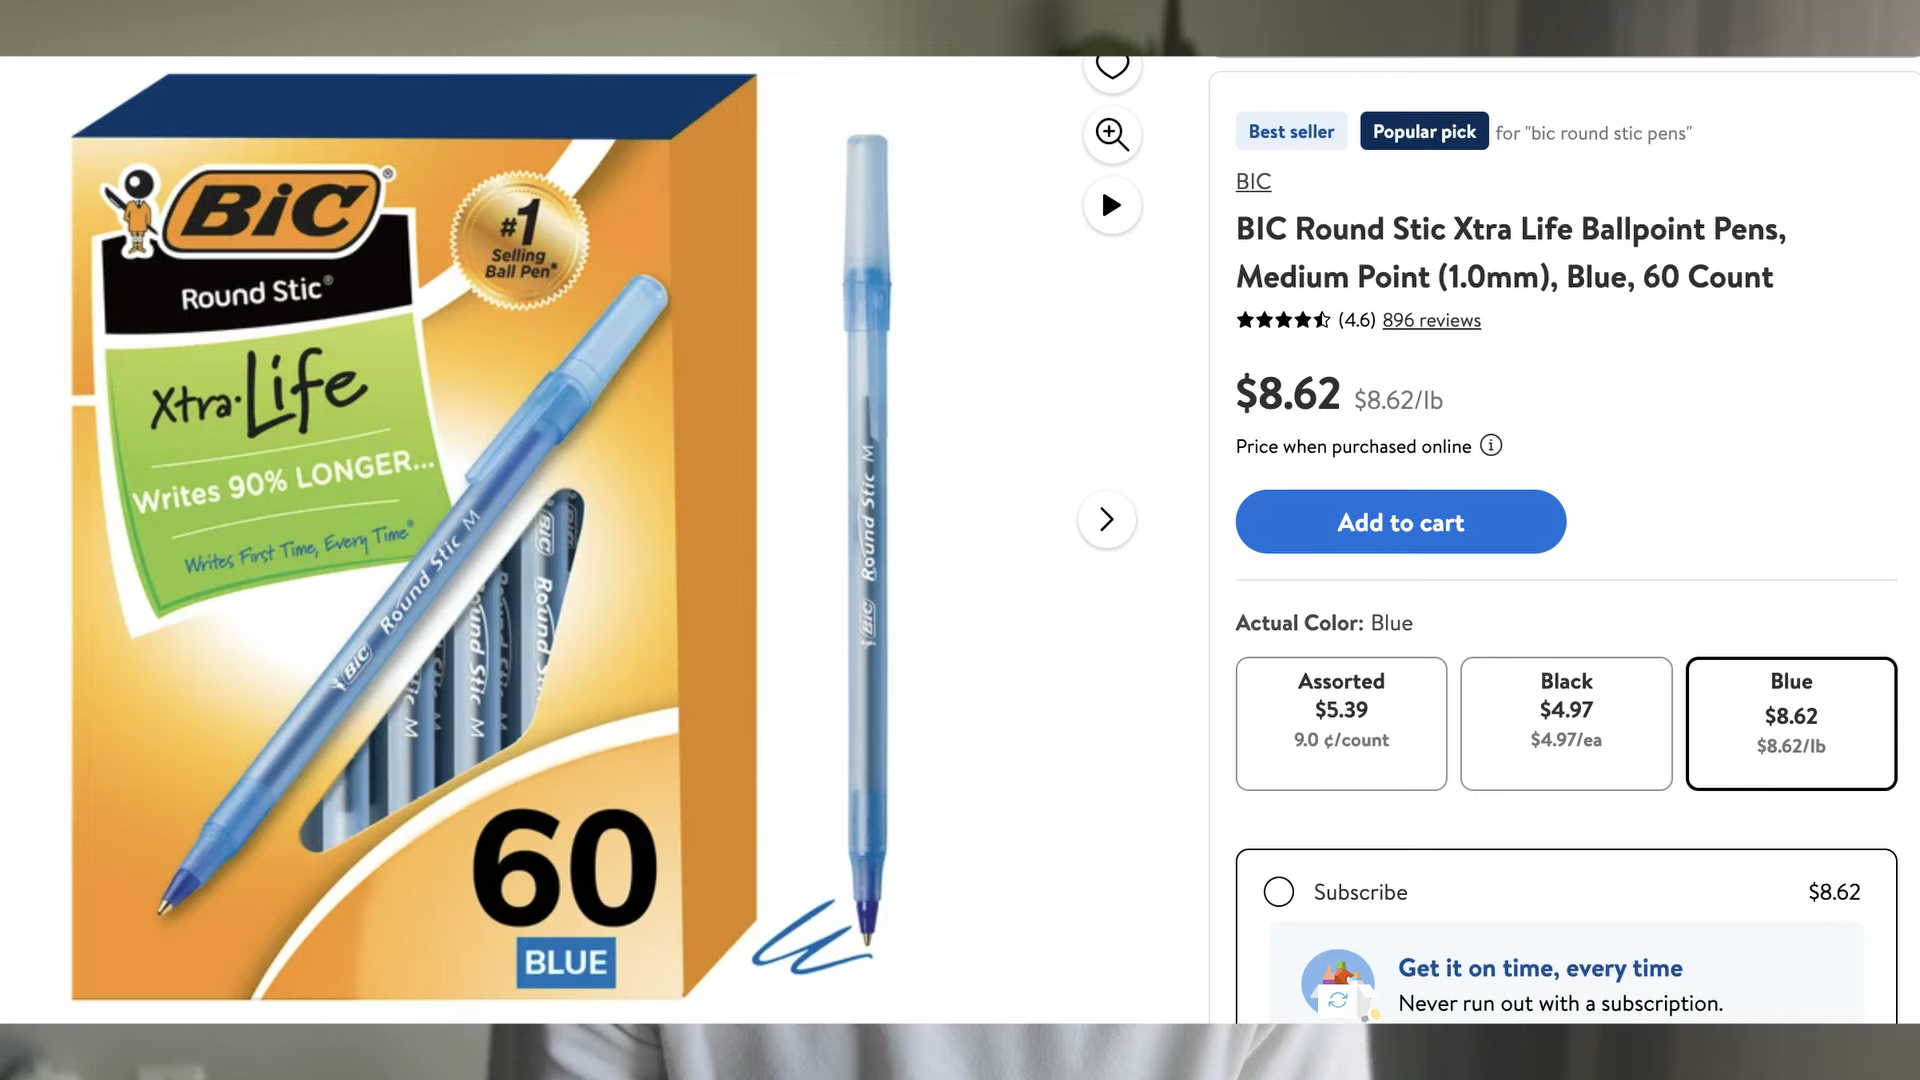 BiC®
Round Stic®
#1
Selling
Ball Pen*
Xtra·Life
Writes 90% LONGER...
Writes First Time, Every Time®
BIC Round Stic M
BIC
Round Stic M
60
BLUE
BIC Round Stic M
Best seller
Popular pick for "bic round stic pens"
BIC
BIC Round Stic Xtra Life Ballpoint Pens,
Medium Point (1.0mm), Blue, 60 Count
(4.6) 896 reviews
$8.62 $8.62/lb
Price when purchased online
Add to cart
Actual Color: Blue
Assorted
$5.39
9.0 ¢/count
Black
$4.97
$4.97/ea
Blue
$8.62
$8.62/lb
Subscribe $8.62
Get it on time, every time
Never run out with a subscription.